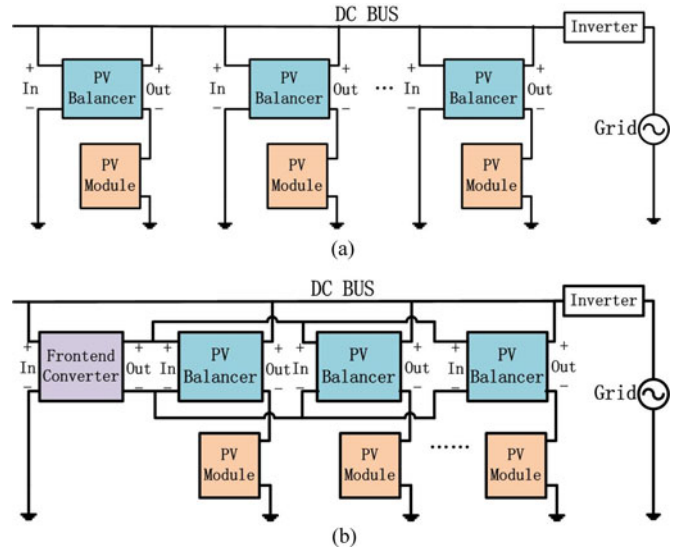 DC BUS
Inverter
+ + + + + +
In PV Balancer Out In PV Balancer Out ... In PV Balancer Out
− − − − − −
PV Module PV Module PV Module
Grid
(a)
DC BUS
Inverter
+ + + + + + + +
In Frontend Converter Out In PV Balancer Out In PV Balancer Out In PV Balancer Out
− − − − − − − −
Grid
PV Module PV Module ...... PV Module
(b)